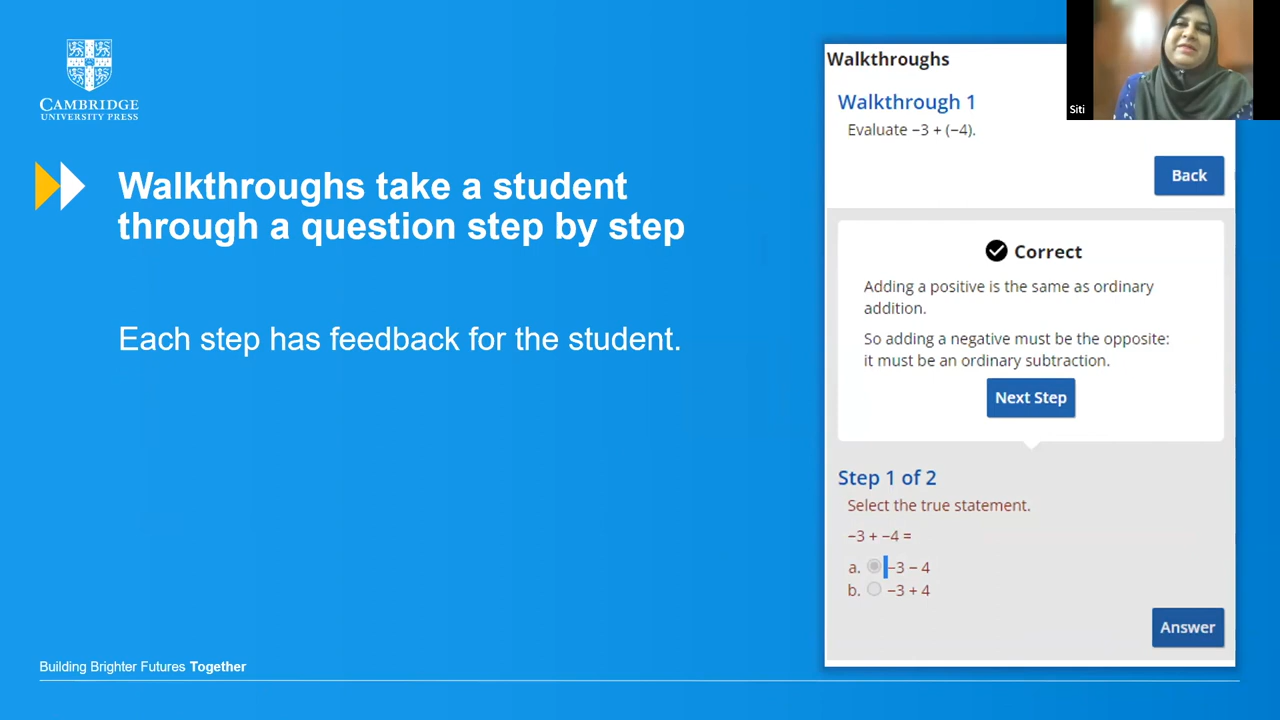 CAMBRIDGE
UNIVERSITY PRESS
Walkthroughs take a student
through a question step by step
Each step has feedback for the student.
Building Brighter Futures Together
Walkthroughs
Walkthrough 1
Evaluate −3 + (−4).
Back
Correct
Adding a positive is the same as ordinary
addition.
So adding a negative must be the opposite:
it must be an ordinary subtraction.
Next Step
Step 1 of 2
Select the true statement.
−3 + −4 =
a. −3 − 4
b. −3 + 4
Answer
Siti